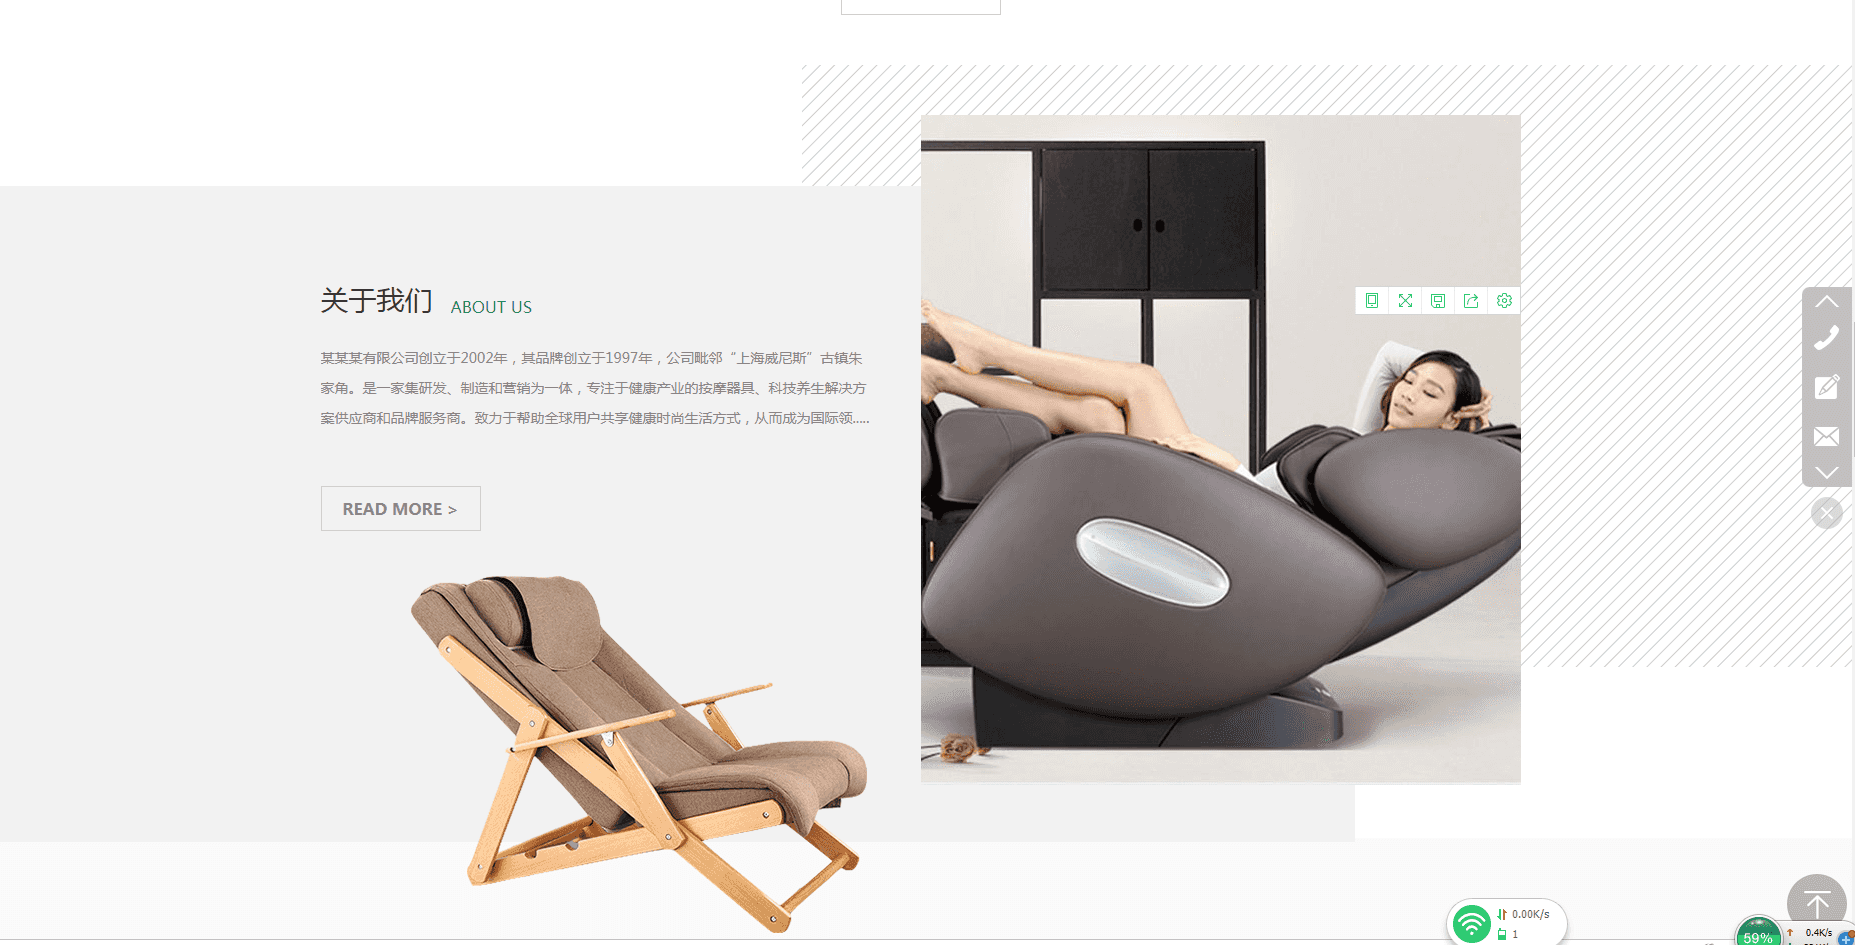 关于我们 ABOUT US
某某某有限公司创立于2002年，其品牌创立于1997年，公司毗邻“上海威尼斯”古镇朱
家角。是一家集研发、制造和营销为一体，专注于健康产业的按摩器具、科技养生解决方
案供应商和品牌服务商。致力于帮助全球用户共享健康时尚生活方式，从而成为国际领.....
READ MORE >
0.00K/s
1
59%
0.4K/s